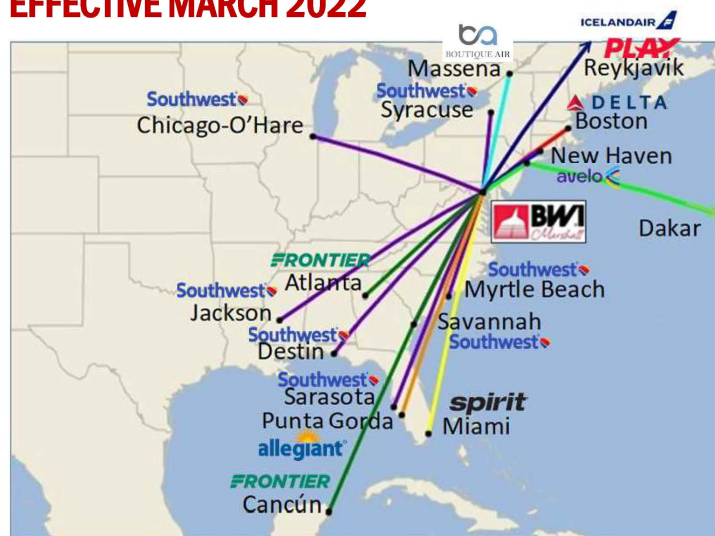 EFFECTIVE MARCH 2022
ICELANDAIR
PLAY
Reykjavik
ba
BOUTIQUE AIR
Massena
Southwest
Syracuse
DELTA
Boston
Southwest
Chicago-O'Hare
New Haven
avelo
BWI
Marshall
Dakar
FRONTIER
Atlanta
Southwest
Myrtle Beach
Southwest
Jackson
Savannah
Southwest
Southwest
Destin
Southwest
Sarasota
Punta Gorda
allegiant
spirit
Miami
FRONTIER
Cancún